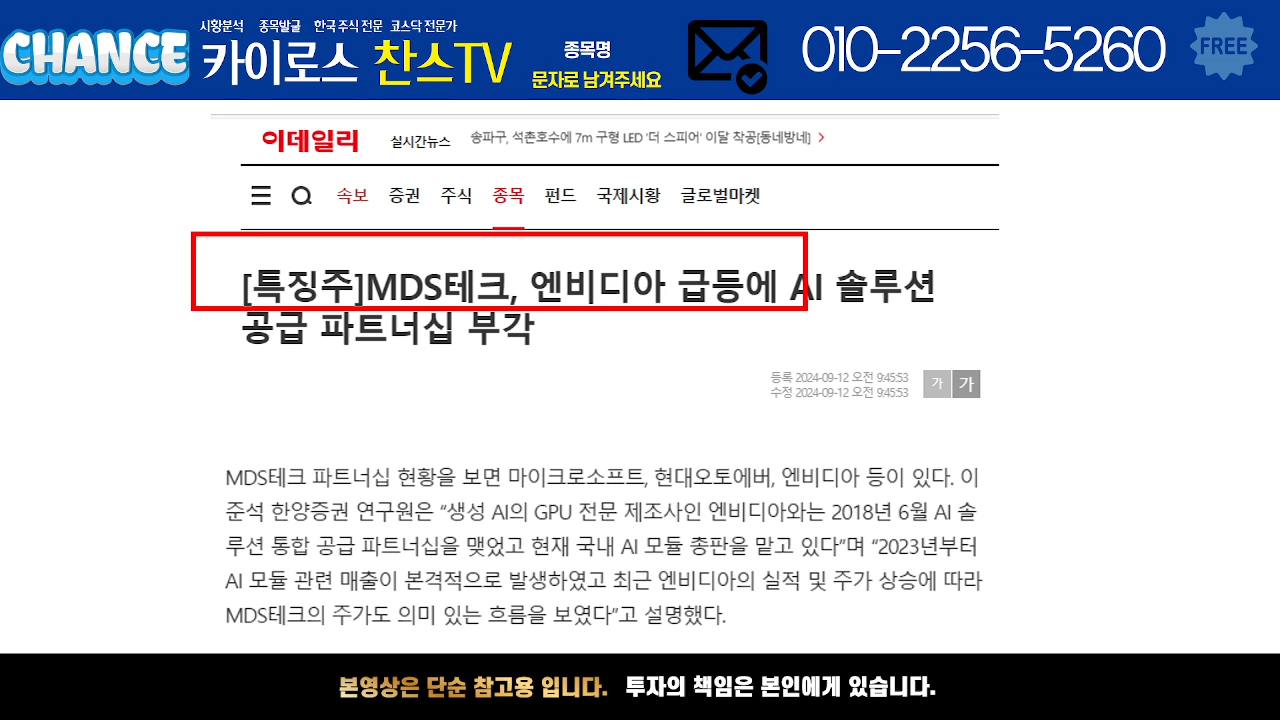 CHANCE
시황분석 종목발굴 한국 주식 전문 코스닥 전문가
카이로스 찬스TV
종목명
문자로 남겨주세요
010-2256-5260
FREE
이데일리
실시간뉴스
송파구, 석촌호수에 7m 구형 LED '더 스피어' 이달 착공[동네방네]
속보 증권 주식 종목 펀드 국제시황 글로벌마켓
[특징주]MDS테크, 엔비디아 급등에 AI 솔루션
공급 파트너십 부각
등록 2024-09-12 오전 9:45:53
수정 2024-09-12 오전 9:45:53
가 가
MDS테크 파트너십 현황을 보면 마이크로소프트, 현대오토에버, 엔비디아 등이 있다. 이
준석 한양증권 연구원은 “생성 AI의 GPU 전문 제조사인 엔비디아와는 2018년 6월 AI 솔
루션 통합 공급 파트너십을 맺었고 현재 국내 AI 모듈 총판을 맡고 있다”며 “2023년부터
AI 모듈 관련 매출이 본격적으로 발생하였고 최근 엔비디아의 실적 및 주가 상승에 따라
MDS테크의 주가도 의미 있는 흐름을 보였다”고 설명했다.
본영상은 단순 참고용 입니다. 투자의 책임은 본인에게 있습니다.